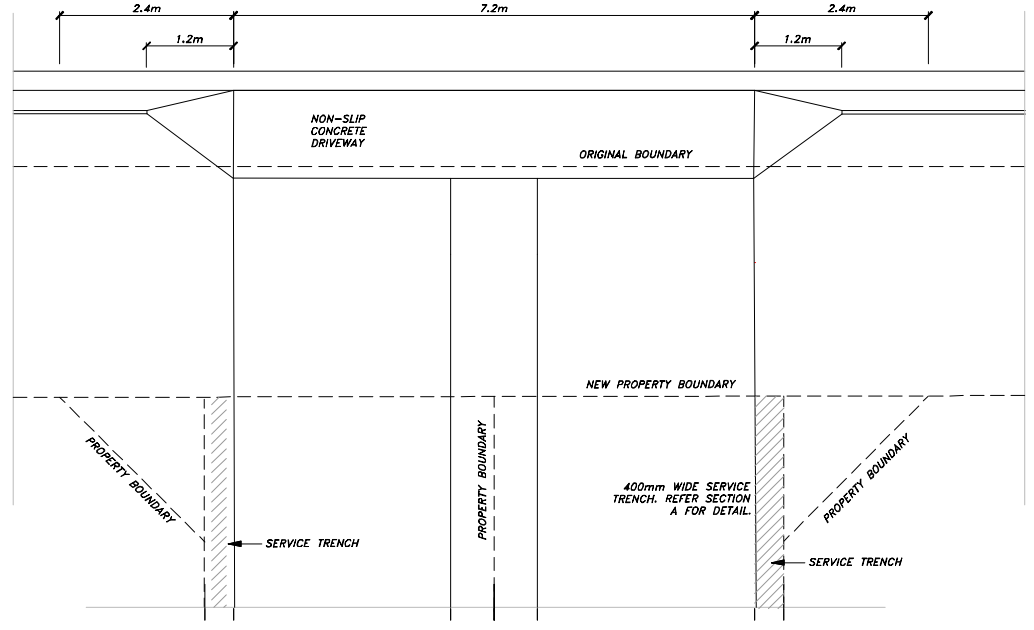 2.4m
7.2m
2.4m
1.2m
1.2m
NON-SLIP
CONCRETE
DRIVEWAY
ORIGINAL BOUNDARY
NEW PROPERTY BOUNDARY
PROPERTY BOUNDARY
PROPERTY BOUNDARY
PROPERTY BOUNDARY
400mm WIDE SERVICE
TRENCH. REFER SECTION
A FOR DETAIL.
SERVICE TRENCH
SERVICE TRENCH